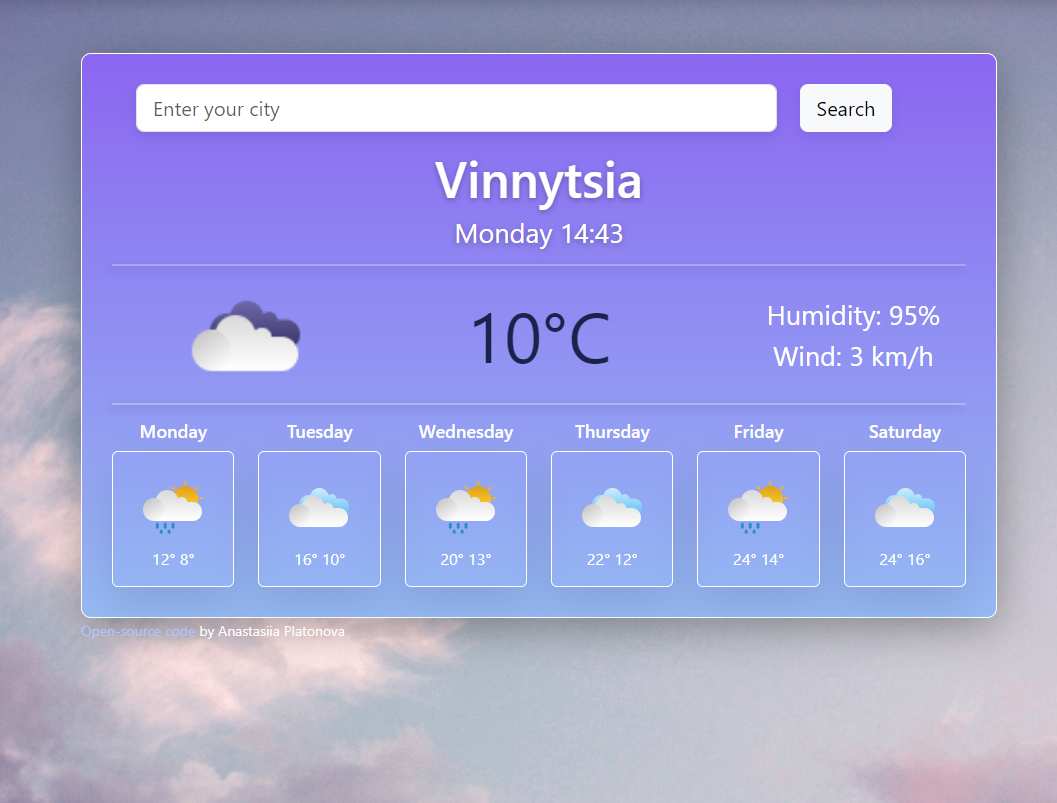 Enter your city
Search
Vinnytsia
Monday 14:43
10°C
Humidity: 95%
Wind: 3 km/h
Monday Tuesday Wednesday Thursday Friday Saturday
12° 8° 16° 10° 20° 13° 22° 12° 24° 14° 24° 16°
Open-source code by Anastasiia Platonova